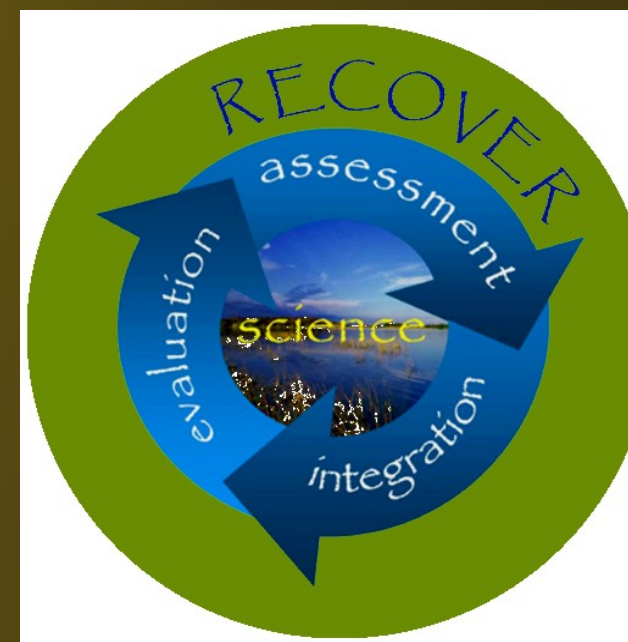 RECOVER
assessment
science
evaluation
integration